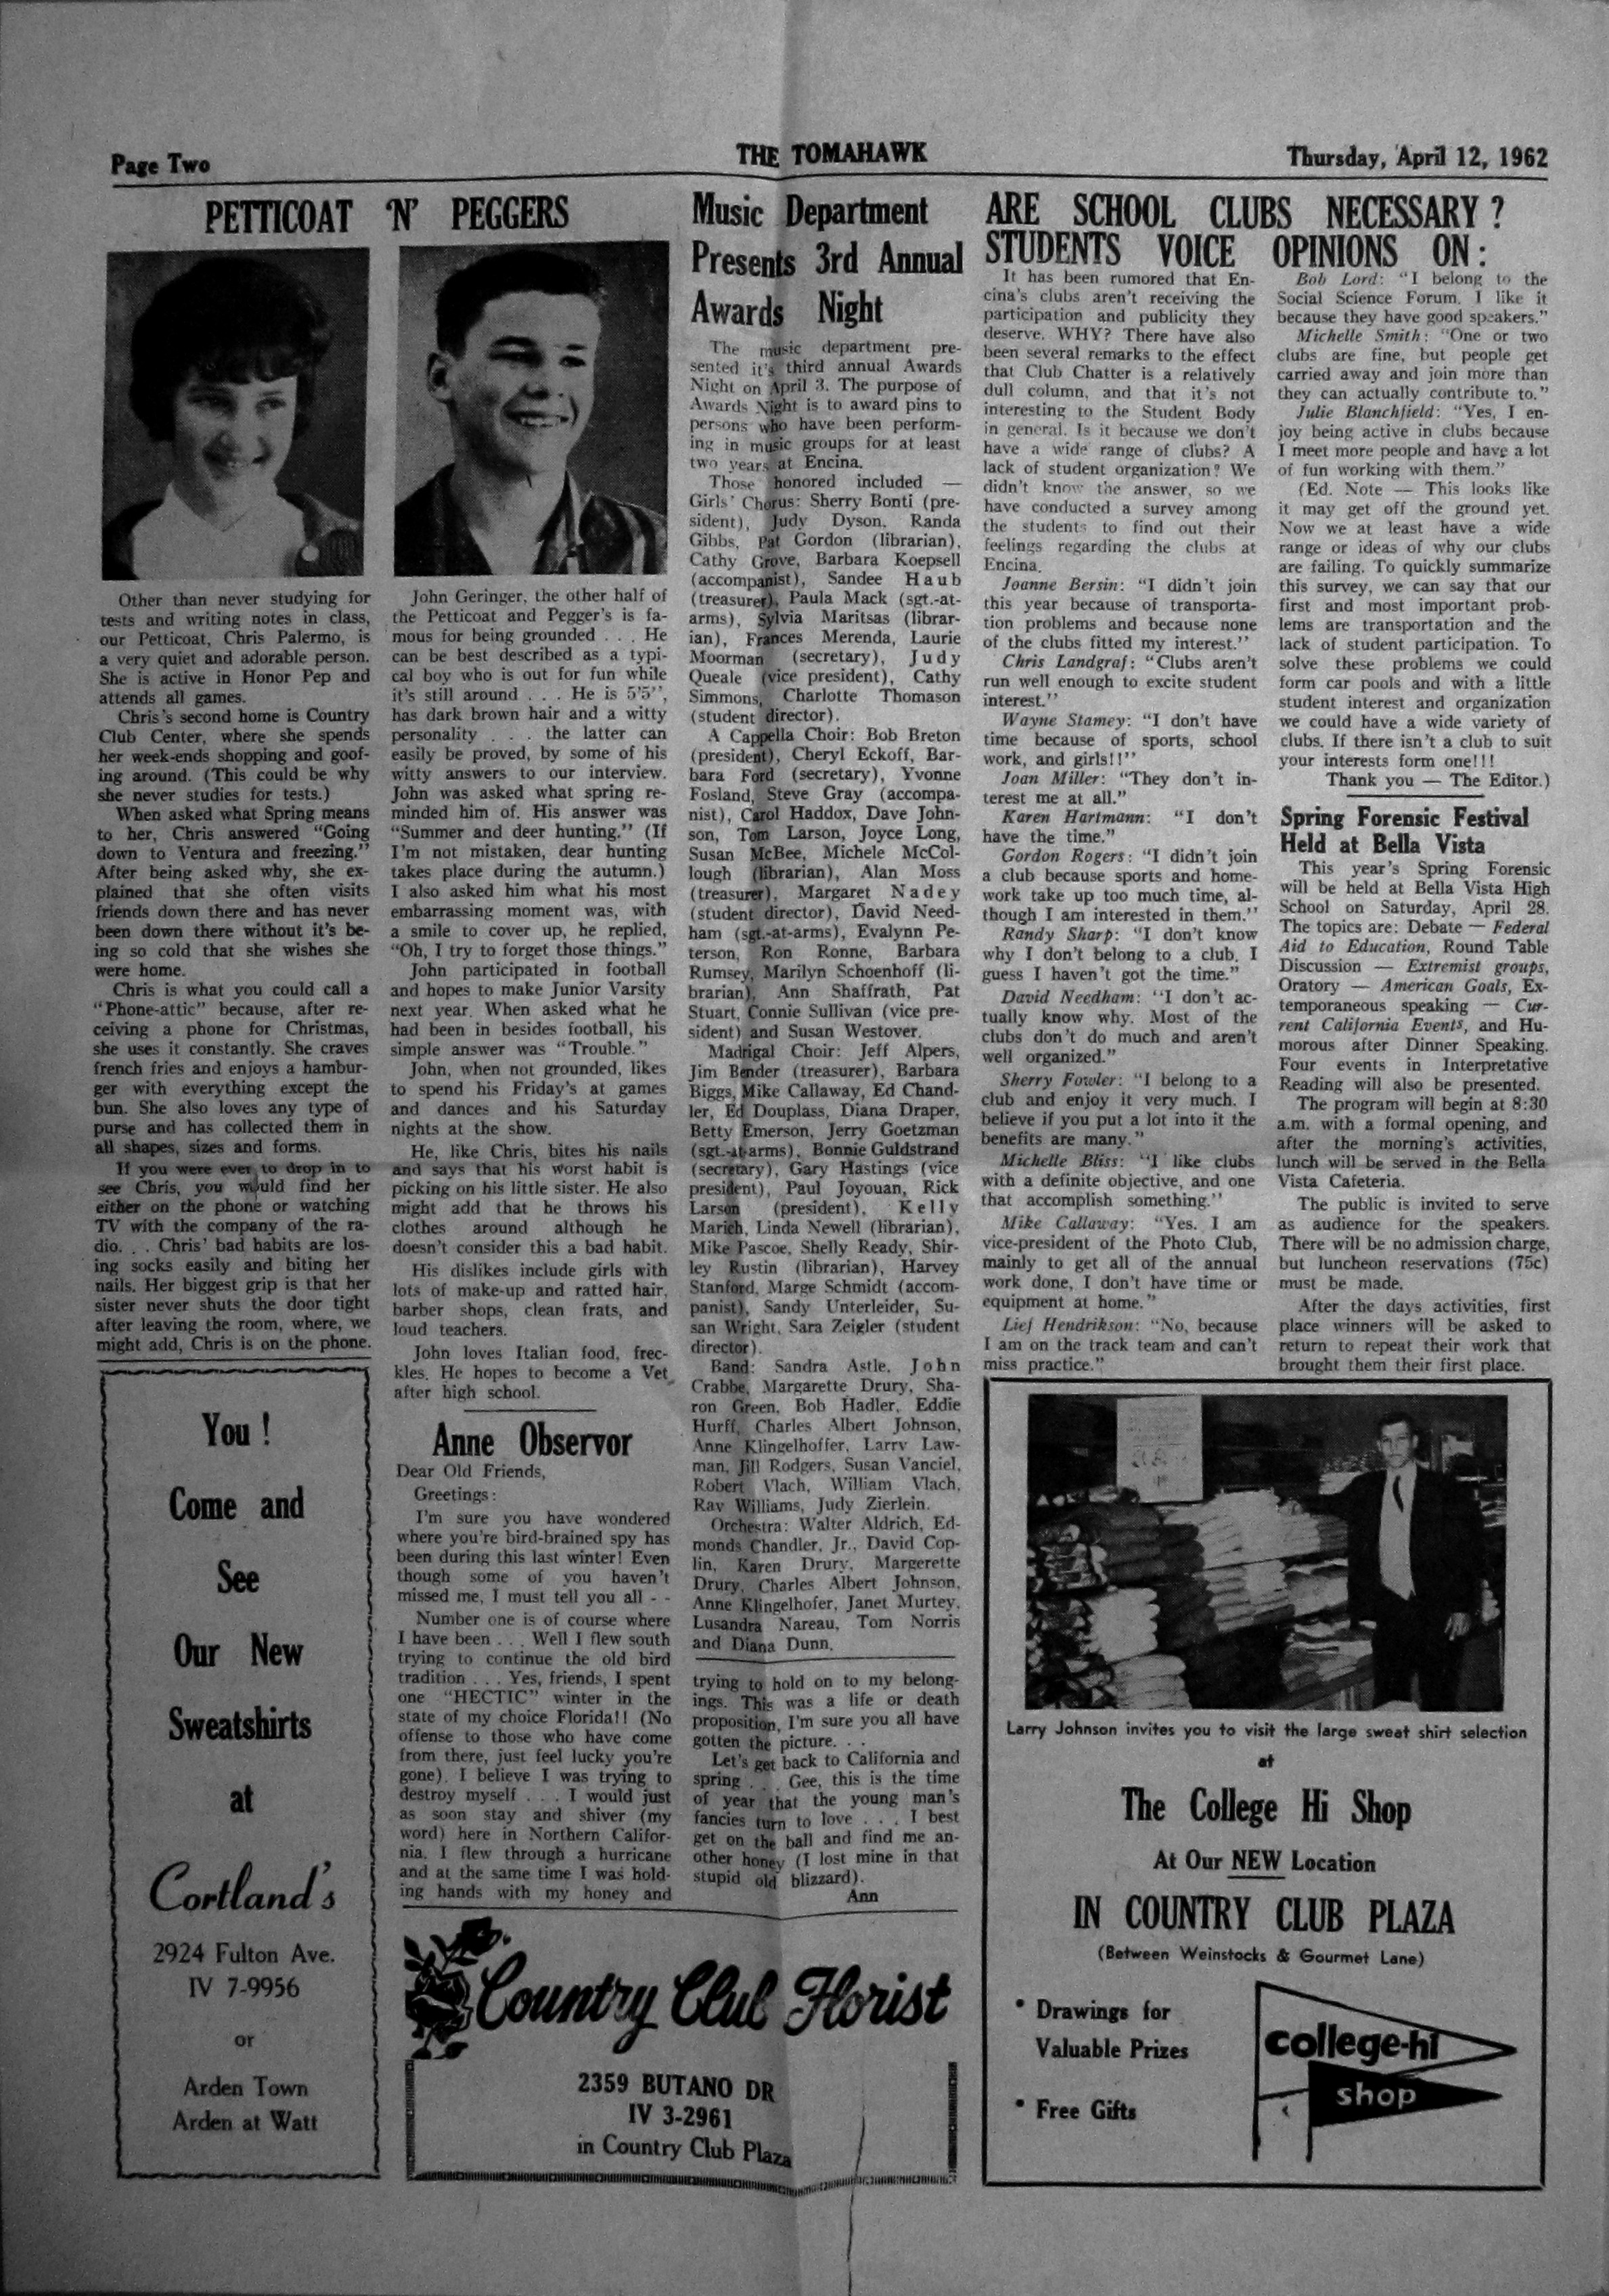 Page Two
THE TOMAHAWK
Thursday, April 12, 1962
PETTICOAT 'N' PEGGERS
Other than never studying for
tests and writing notes in class,
our Petticoat, Chris Palermo, is
a very quiet and adorable person.
She is active in Honor Pep and
attends all games.
Chris's second home is Country
Club Center, where she spends
her week-ends shopping and goof-
ing around. (This could be why
she never studies for tests.)
When asked what Spring means
to her, Chris answered "Going
down to Ventura and freezing."
After being asked why, she ex-
plained that she often visits
friends down there and has never
been down there without it's be-
ing so cold that she wishes she
were home.
Chris is what you could call a
"Phone-attic" because, after re-
ceiving a phone for Christmas,
she uses it constantly. She craves
french fries and enjoys a hambur-
ger with everything except the
bun. She also loves any type of
purse and has collected them in
all shapes, sizes and forms.
If you were ever to drop in to
see Chris, you would find her
either on the phone or watching
TV with the company of the ra-
dio. . . Chris' bad habits are los-
ing socks easily and biting her
nails. Her biggest grip is that her
sister never shuts the door tight
after leaving the room, where, we
might add, Chris is on the phone.
John Geringer, the other half of
the Petticoat and Pegger's is fa-
mous for being grounded . . . He
can be best described as a typi-
cal boy who is out for fun while
it's still around . . . He is 5'5",
has dark brown hair and a witty
personality . . . the latter can
easily be proved, by some of his
witty answers to our interview.
John was asked what spring re-
minded him of. His answer was
"Summer and deer hunting." (If
I'm not mistaken, dear hunting
takes place during the autumn.)
I also asked him what his most
embarrassing moment was, with
a smile to cover up, he replied,
"Oh, I try to forget those things."
John participated in football
and hopes to make Junior Varsity
next year. When asked what he
had been in besides football, his
simple answer was "Trouble."
John, when not grounded, likes
to spend his Friday's at games
and dances and his Saturday
nights at the show.
He, like Chris, bites his nails
and says that his worst habit is
picking on his little sister. He also
might add that he throws his
clothes around although he
doesn't consider this a bad habit.
His dislikes include girls with
lots of make-up and ratted hair,
barber shops, clean frats, and
loud teachers.
John loves Italian food, frec-
kles. He hopes to become a Vet
after high school.
Anne Observor
Dear Old Friends,
Greetings:
I'm sure you have wondered
where you're bird-brained spy has
been during this last winter! Even
though some of you haven't
missed me, I must tell you all - -
Number one is of course where
I have been . . . Well I flew south
trying to continue the old bird
tradition . . . Yes, friends, I spent
one "HECTIC" winter in the
state of my choice Florida!! (No
offense to those who have come
from there, just feel lucky you're
gone). I believe I was trying to
destroy myself . . . I would just
as soon stay and shiver (my
word) here in Northern Califor-
nia. I flew through a hurricane
and at the same time I was hold-
ing hands with my honey and
trying to hold on to my belong-
ings. This was a life or death
proposition, I'm sure you all have
gotten the picture. . .
Let's get back to California and
spring . . . Gee, this is the time
of year that the young man's
fancies turn to love . . . I best
get on the ball and find me an-
other honey (I lost mine in that
stupid old blizzard).
Ann
Music Department
Presents 3rd Annual
Awards Night
The music department pre-
sented it's third annual Awards
Night on April 3. The purpose of
Awards Night is to award pins to
persons who have been perform-
ing in music groups for at least
two years at Encina.
Those honored included —
Girls' Chorus: Sherry Bonti (pre-
sident), Judy Dyson, Randa
Gibbs, Pat Gordon (librarian),
Cathy Grove, Barbara Koepsell
(accompanist), Sandee Haub
(treasurer), Paula Mack (sgt.-at-
arms), Sylvia Maritsas (librar-
ian), Frances Merenda, Laurie
Moorman (secretary), Judy
Queale (vice president), Cathy
Simmons, Charlotte Thomason
(student director).
A Cappella Choir: Bob Breton
(president), Cheryl Eckoff, Bar-
bara Ford (secretary), Yvonne
Fosland, Steve Gray (accompa-
nist), Carol Haddox, Dave John-
son, Tom Larson, Joyce Long,
Susan McBee, Michele McCol-
lough (librarian), Alan Moss
(treasurer), Margaret Nadey
(student director), David Need-
ham (sgt.-at-arms), Evalynn Pe-
terson, Ron Ronne, Barbara
Rumsey, Marilyn Schoenhoff (li-
brarian), Ann Shaffrath, Pat
Stuart, Connie Sullivan (vice pre-
sident) and Susan Westover.
Madrigal Choir: Jeff Alpers,
Jim Bender (treasurer), Barbara
Biggs, Mike Callaway, Ed Chand-
ler, Ed Douplass, Diana Draper,
Betty Emerson, Jerry Goetzman
(sgt.-at-arms), Bonnie Guldstrand
(secretary), Gary Hastings (vice
president), Paul Joyouan, Rick
Larson (president), Kelly
Marich, Linda Newell (librarian),
Mike Pascoe, Shelly Ready, Shir-
ley Rustin (librarian), Harvey
Stanford, Marge Schmidt (accom-
panist), Sandy Unterleider, Su-
san Wright, Sara Zeigler (student
director).
Band: Sandra Astle, John
Crabbe, Margarette Drury, Sha-
ron Green, Bob Hadler, Eddie
Hurff, Charles Albert Johnson,
Anne Klingelhoffer, Larry Law-
man, Jill Rodgers, Susan Vanciel,
Robert Vlach, William Vlach,
Ray Williams, Judy Zierlein.
Orchestra: Walter Aldrich, Ed-
monds Chandler, Jr., David Cop-
lin, Karen Drury, Margerette
Drury, Charles Albert Johnson,
Anne Klingelhofer, Janet Murtey,
Lusandra Nareau, Tom Norris
and Diana Dunn.
ARE SCHOOL CLUBS NECESSARY?
STUDENTS VOICE OPINIONS ON:
It has been rumored that En-
cina's clubs aren't receiving the
participation and publicity they
deserve. WHY? There have also
been several remarks to the effect
that Club Chatter is a relatively
dull column, and that it's not
interesting to the Student Body
in general. Is it because we don't
have a wide range of clubs? A
lack of student organization? We
didn't know the answer, so we
have conducted a survey among
the students to find out their
feelings regarding the clubs at
Encina.
Joanne Bersin: "I didn't join
this year because of transporta-
tion problems and because none
of the clubs fitted my interest."
Chris Landgraf: "Clubs aren't
run well enough to excite student
interest."
Wayne Stamey: "I don't have
time because of sports, school
work, and girls!!"
Joan Miller: "They don't in-
terest me at all."
Karen Hartmann: "I don't
have the time."
Gordon Rogers: "I didn't join
a club because sports and home-
work take up too much time, al-
though I am interested in them."
Randy Sharp: "I don't know
why I don't belong to a club. I
guess I haven't got the time."
David Needham: "I don't ac-
tually know why. Most of the
clubs don't do much and aren't
well organized."
Sherry Fowler: "I belong to a
club and enjoy it very much. I
believe if you put a lot into it the
benefits are many."
Michelle Bliss: "I like clubs
with a definite objective, and one
that accomplish something."
Mike Callaway: "Yes. I am
vice-president of the Photo Club,
mainly to get all of the annual
work done, I don't have time or
equipment at home."
Lief Hendrikson: "No, because
I am on the track team and can't
miss practice."
Bob Lord: "I belong to the
Social Science Forum. I like it
because they have good speakers."
Michelle Smith: "One or two
clubs are fine, but people get
carried away and join more than
they can actually contribute to."
Julie Blanchfield: "Yes, I en-
joy being active in clubs because
I meet more people and have a lot
of fun working with them."
(Ed. Note — This looks like
it may get off the ground yet.
Now we at least have a wide
range or ideas of why our clubs
are failing. To quickly summarize
this survey, we can say that our
first and most important prob-
lems are transportation and the
lack of student participation. To
solve these problems we could
form car pools and with a little
student interest and organization
we could have a wide variety of
clubs. If there isn't a club to suit
your interests form one!!!
Thank you — The Editor.)
Spring Forensic Festival
Held at Bella Vista
This year's Spring Forensic
will be held at Bella Vista High
School on Saturday, April 28.
The topics are: Debate — Federal
Aid to Education, Round Table
Discussion — Extremist groups,
Oratory — American Goals, Ex-
temporaneous speaking — Cur-
rent California Events, and Hu-
morous after Dinner Speaking.
Four events in Interpretative
Reading will also be presented.
The program will begin at 8:30
a.m. with a formal opening, and
after the morning's activities,
lunch will be served in the Bella
Vista Cafeteria.
The public is invited to serve
as audience for the speakers.
There will be no admission charge,
but luncheon reservations (75c)
must be made.
After the days activities, first
place winners will be asked to
return to repeat their work that
brought them their first place.
You!
Come and
See
Our New
Sweatshirts
at
Cortland's
2924 Fulton Ave.
IV 7-9956
or
Arden Town
Arden at Watt
Country Club Florist
2359 BUTANO DR
IV 3-2961
in Country Club Plaza
Larry Johnson invites you to visit the large sweat shirt selection
at
The College Hi Shop
At Our NEW Location
IN COUNTRY CLUB PLAZA
(Between Weinstocks & Gourmet Lane)
• Drawings for
Valuable Prizes
• Free Gifts
college-hi
shop